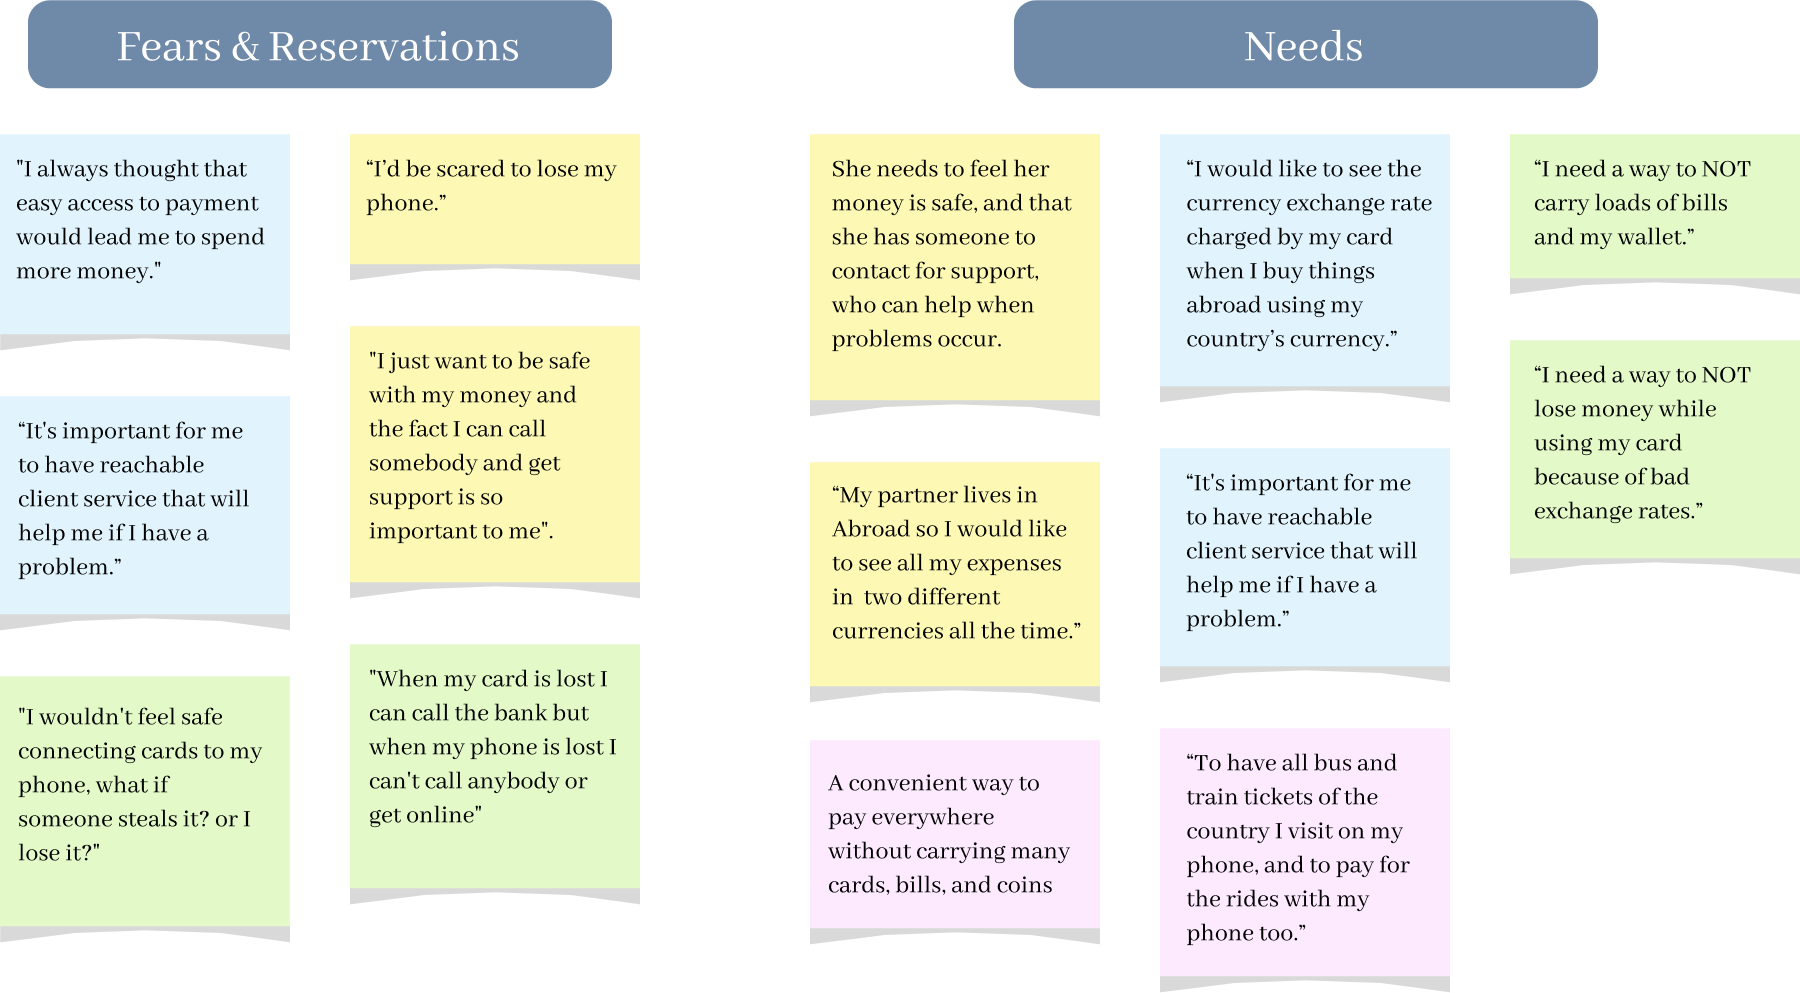 Fears & Reservations
"I always thought that
easy access to payment
would lead me to spend
more money."
“It's important for me
to have reachable
client service that will
help me if I have a
problem.”
"I wouldn't feel safe
connecting cards to my
phone, what if
someone steals it? or I
lose it?"
“I’d be scared to lose my
phone.”
"I just want to be safe
with my money and
the fact I can call
somebody and get
support is so
important to me".
"When my card is lost I
can call the bank but
when my phone is lost I
can't call anybody or
get online"
Needs
She needs to feel her
money is safe, and that
she has someone to
contact for support,
who can help when
problems occur.
“My partner lives in
Abroad so I would like
to see all my expenses
in  two different
currencies all the time.”
A convenient way to
pay everywhere
without carrying many
cards, bills, and coins
“I would like to see the
currency exchange rate
charged by my card
when I buy things
abroad using my
country’s currency.”
“It's important for me
to have reachable
client service that will
help me if I have a
problem.”
“To have all bus and
train tickets of the
country I visit on my
phone, and to pay for
the rides with my
phone too.”
“I need a way to NOT
carry loads of bills
and my wallet.”
“I need a way to NOT
lose money while
using my card
because of bad
exchange rates.”